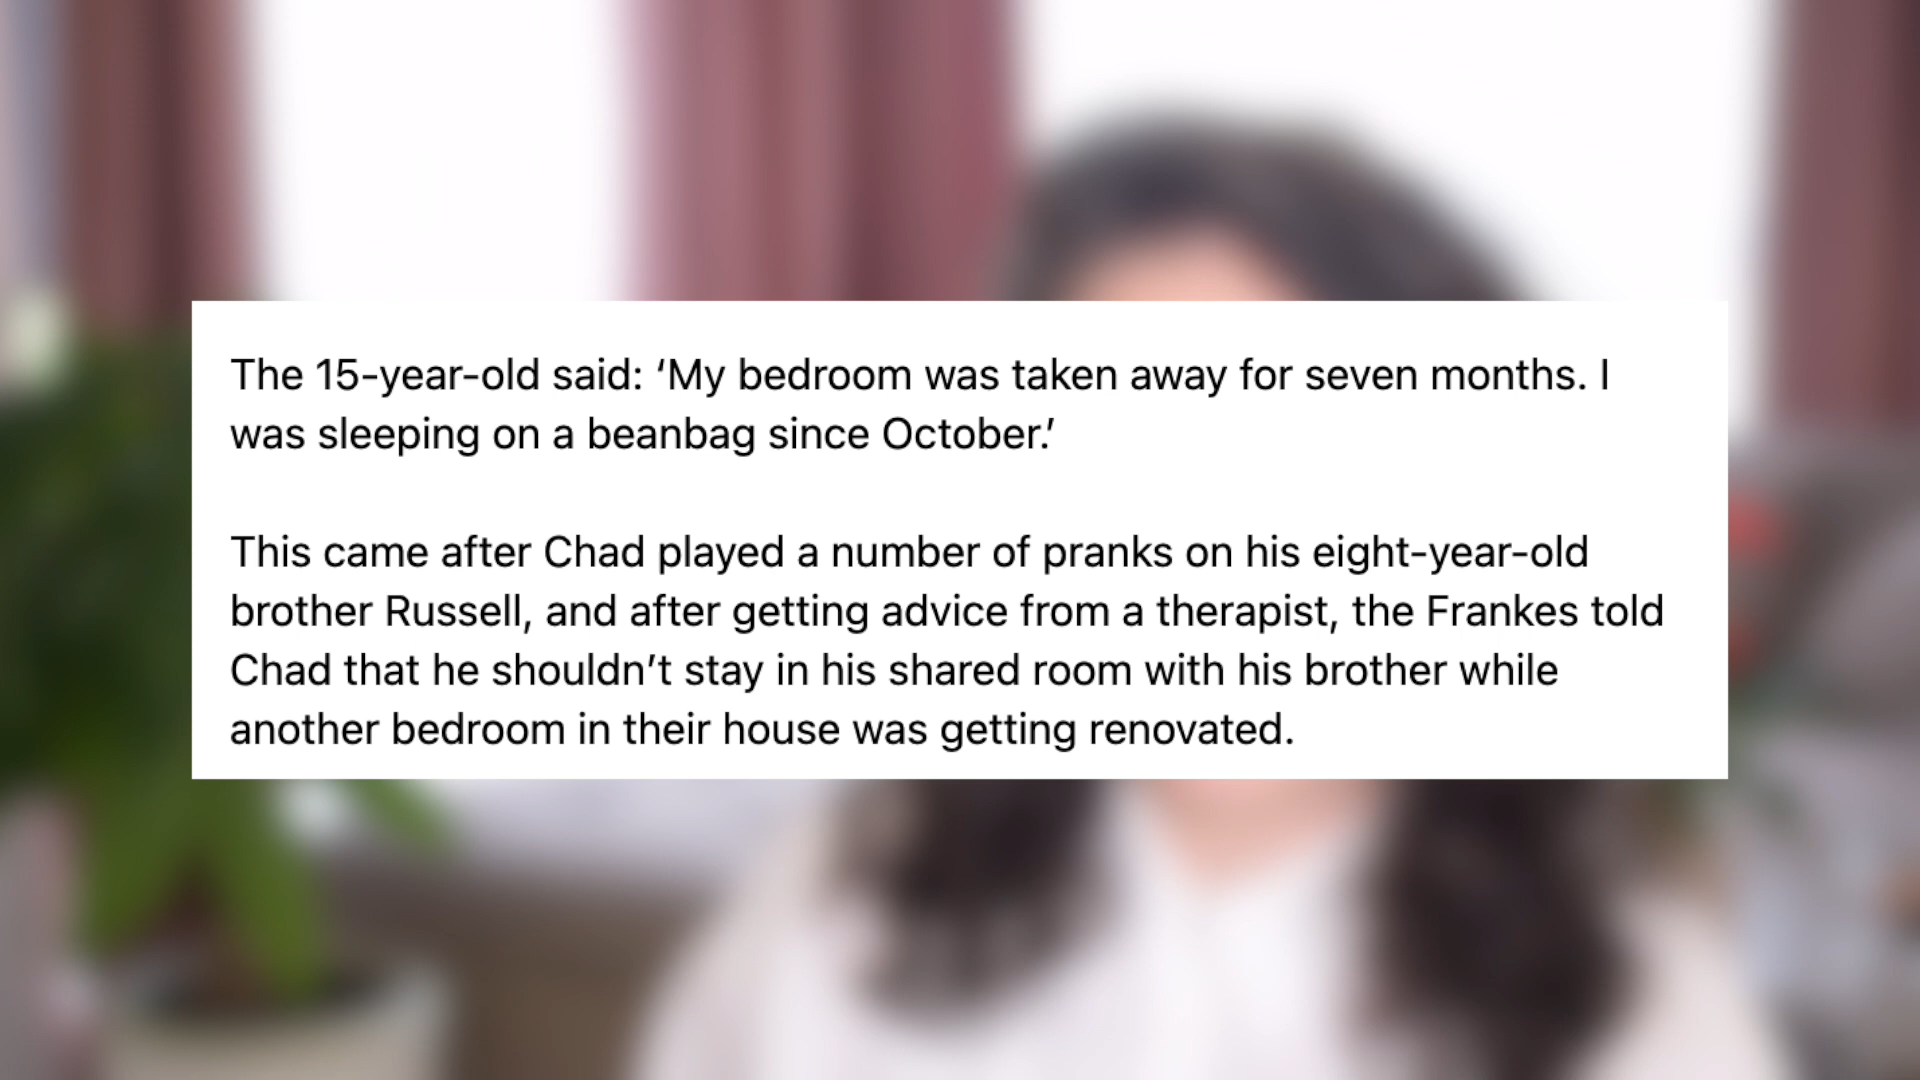 The 15-year-old said: ‘My bedroom was taken away for seven months. I
was sleeping on a beanbag since October.’
This came after Chad played a number of pranks on his eight-year-old
brother Russell, and after getting advice from a therapist, the Frankes told
Chad that he shouldn’t stay in his shared room with his brother while
another bedroom in their house was getting renovated.